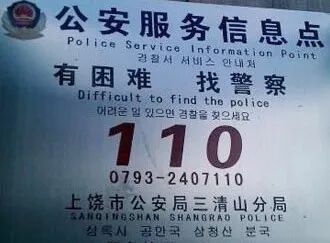 公安服务信息点
Police Service Information Point
경찰서 서비스 안내처
有困难 找警察
Difficult to find the police
어려운 일 있으면 경찰을 찾으세요
110
0793-2407110
上饶市公安局三清山分局
SANQINGSHAN SHANGRAO POLICE
상록시 공안국 삼청산 분국